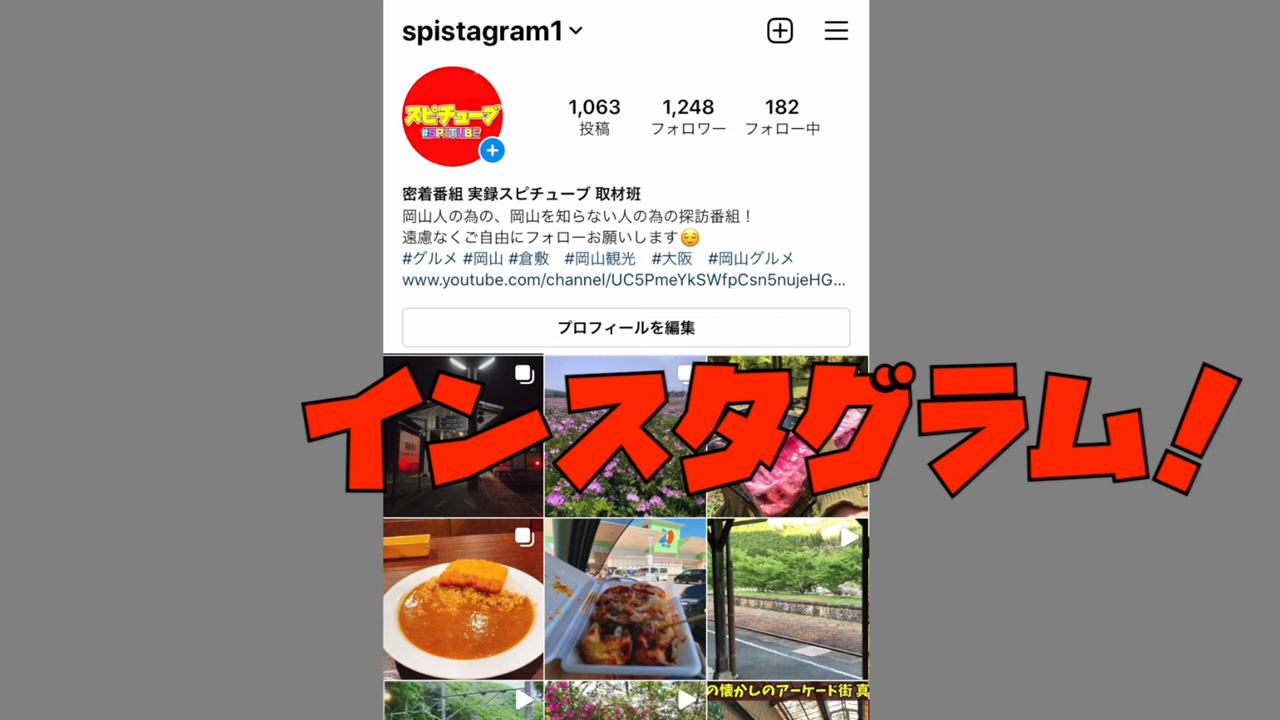 spistagram1
スピチューブ
#SPITUBE
1,063
投稿
1,248
フォロワー
182
フォロー中
密着番組 実録スピチューブ 取材班
岡山人の為の、岡山を知らない人の為の探訪番組！
遠慮なくご自由にフォローお願いします😌
#グルメ #岡山 #倉敷　#岡山観光　#大阪　#岡山グルメ
www.youtube.com/channel/UC5PmeYkSWfpCsn5nujeHG...
プロフィールを編集
インスタグラム！
の懐かしのアーケード街 真